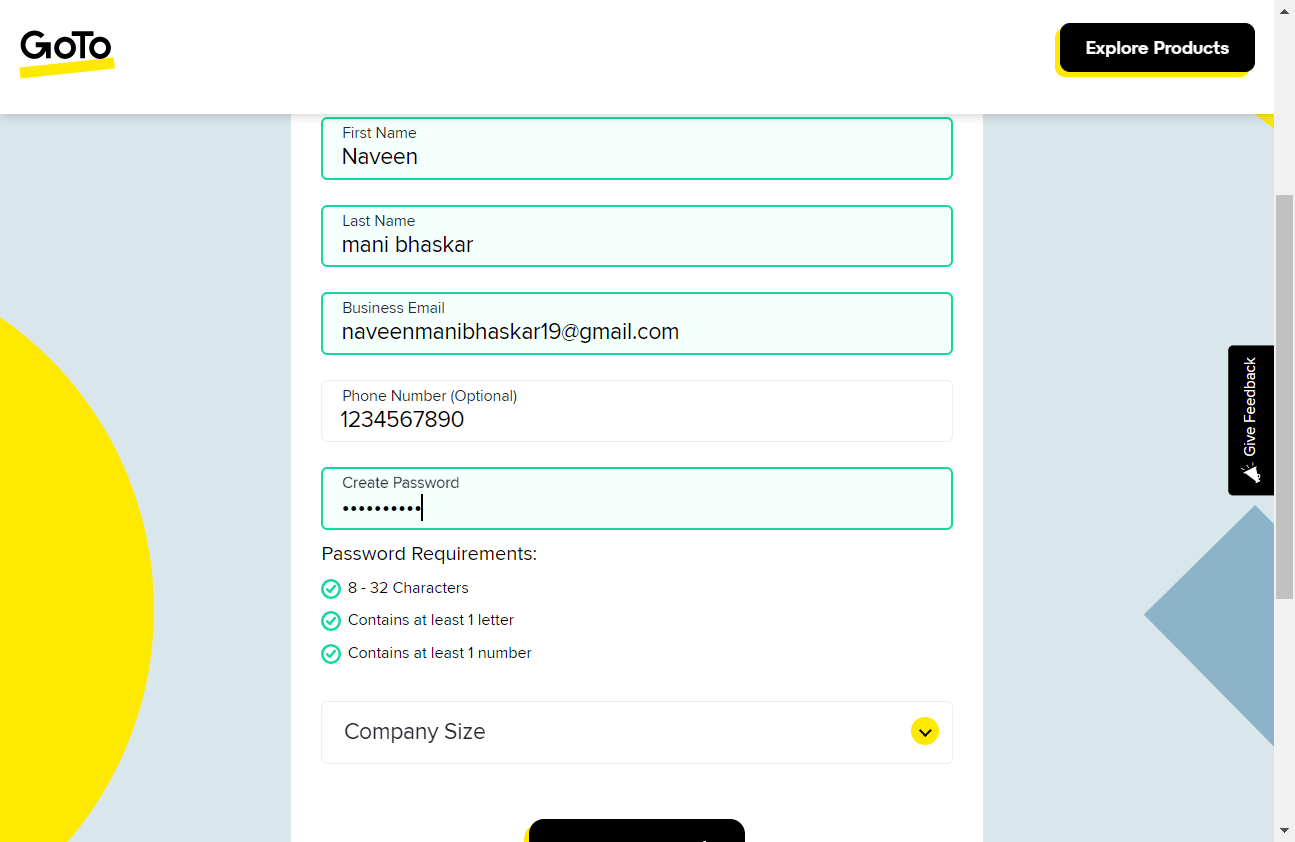 GoTo
Explore Products
First Name
Naveen
Last Name
mani bhaskar
Business Email
naveenmanibhaskar19@gmail.com
Phone Number (Optional)
1234567890
Create Password
••••••••••
Password Requirements:
8 - 32 Characters
Contains at least 1 letter
Contains at least 1 number
Company Size
Give Feedback